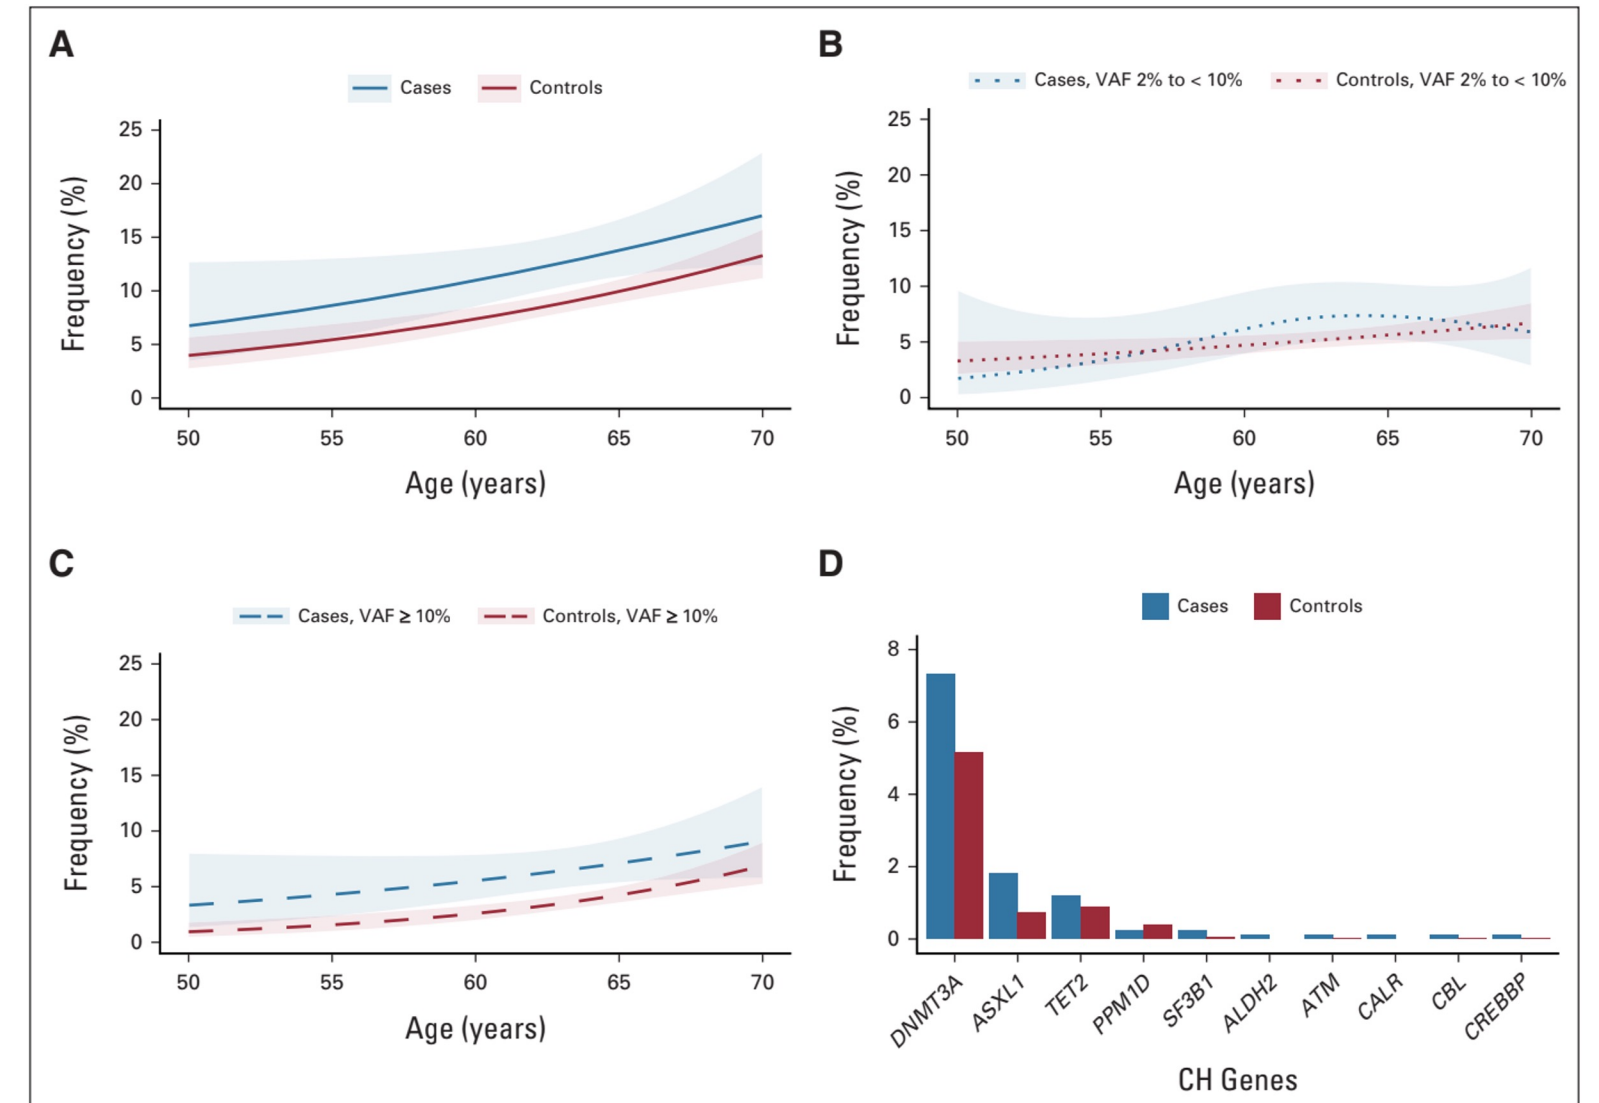 A
Cases Controls
25
20
15
10
5
0
Frequency (%)
50 55 60 65 70
Age (years)
B
Cases, VAF 2% to < 10% Controls, VAF 2% to < 10%
25
20
15
10
5
0
Frequency (%)
50 55 60 65 70
Age (years)
C
Cases, VAF ≥ 10% Controls, VAF ≥ 10%
25
20
15
10
5
0
Frequency (%)
50 55 60 65 70
Age (years)
D
Cases Controls
8
6
4
2
0
Frequency (%)
DNMT3A
ASXL1
TET2
PPM1D
SF3B1
ALDH2
ATM
CALR
CBL
CREBBP
CH Genes